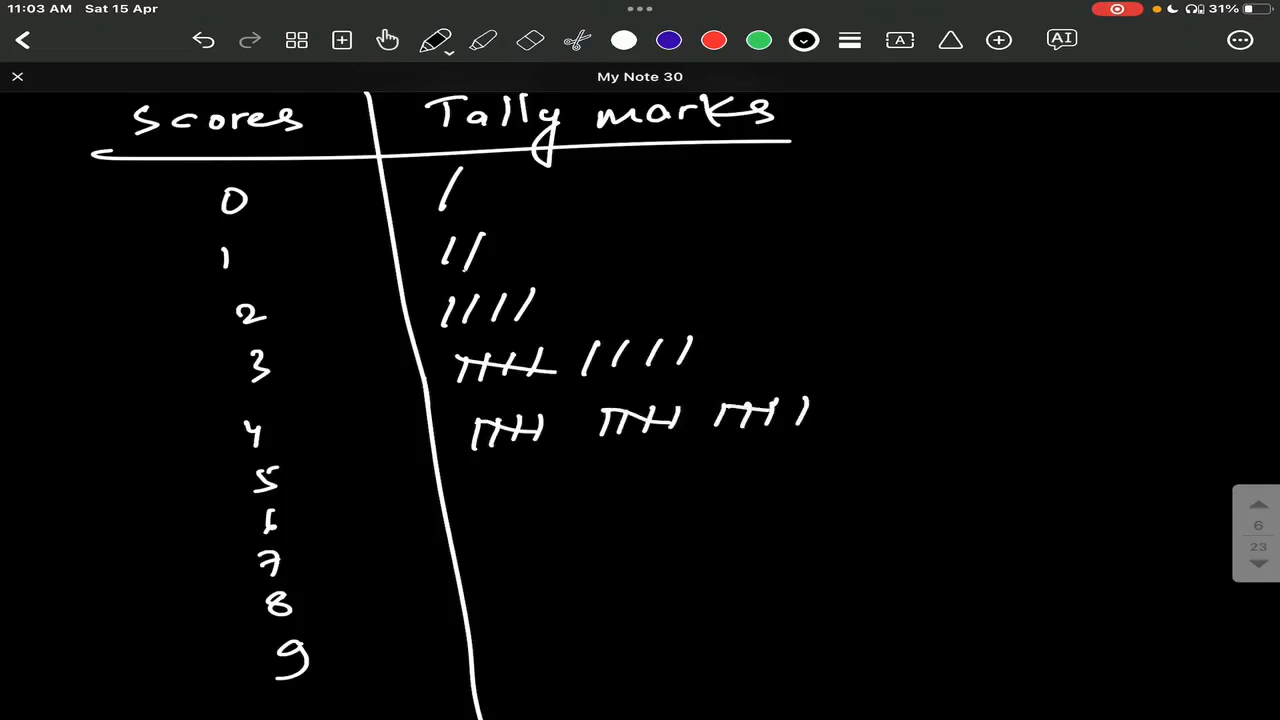 11:03 AM Sat 15 Apr 31%
A AI
My Note 30
Scores Tally marks
0 /
1 //
2 ////
3 ~~////~~ ////
4 ~~////~~ ~~////~~ ~~///~~ /
5
6
7
8
9
6
23